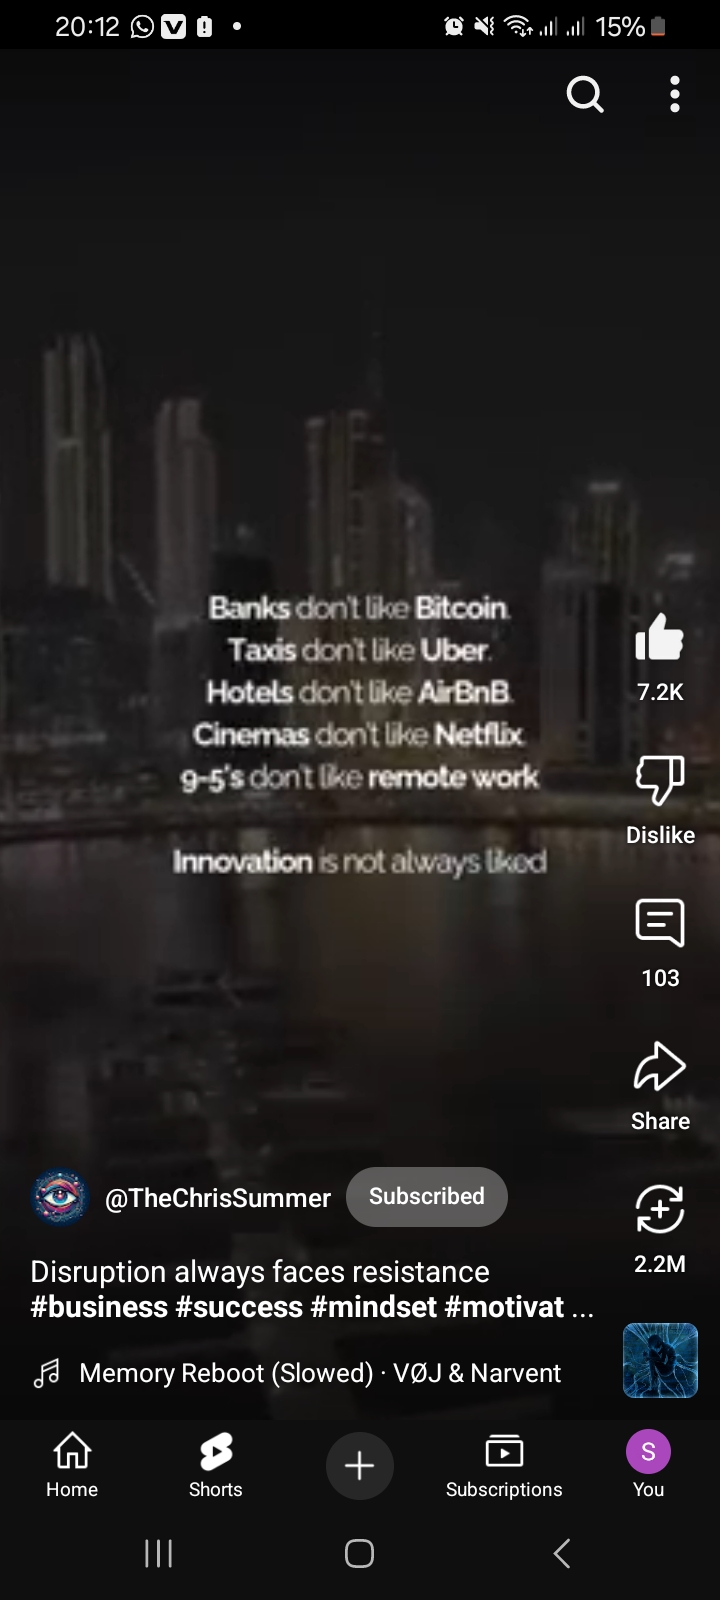 20:12
15%
Banks don't like Bitcoin.
Taxis don't like Uber.
Hotels don't like AirBnB.
Cinemas don't like Netflix
9-5's don't like remote work
Innovation is not always liked
7.2K
Dislike
103
Share
2.2M
@TheChrisSummer
Subscribed
Disruption always faces resistance
#business #success #mindset #motivat ...
Memory Reboot (Slowed) · VØJ & Narvent
Home
Shorts
Subscriptions
S
You